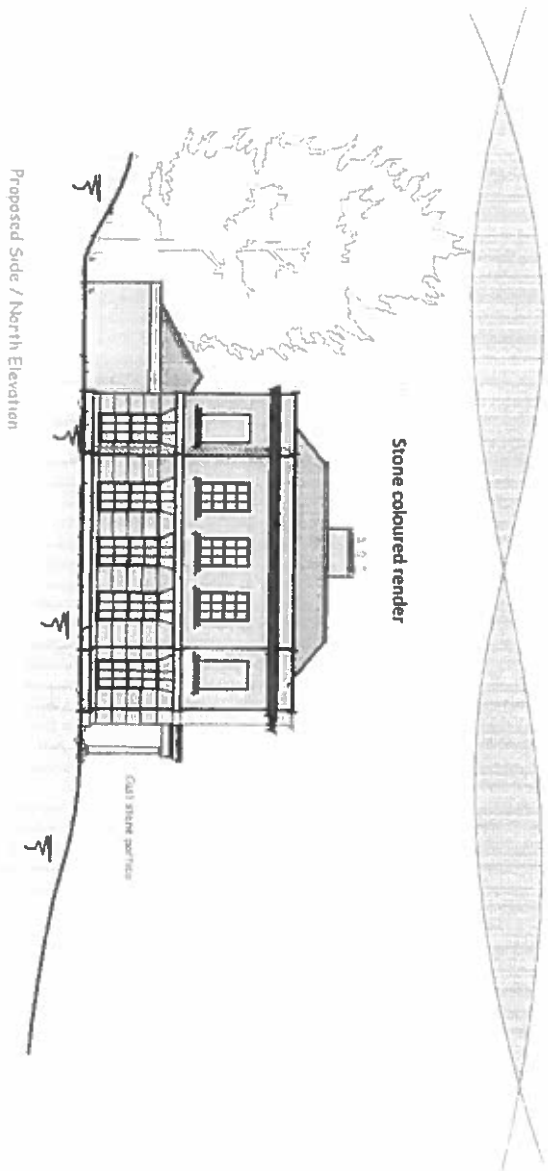 Stone coloured render
Cast stone portico
Proposed Side / North Elevation